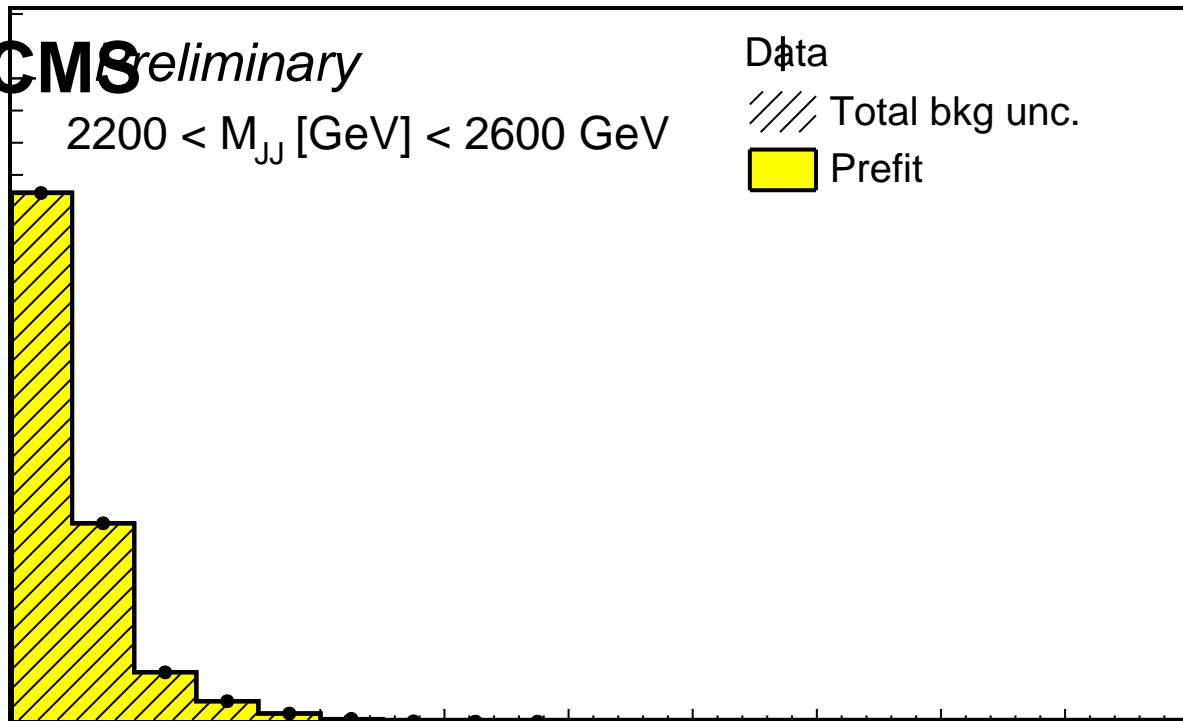 CMS Preliminary
2200 < M_JJ [GeV] < 2600 GeV
Data
Total bkg unc.
Prefit